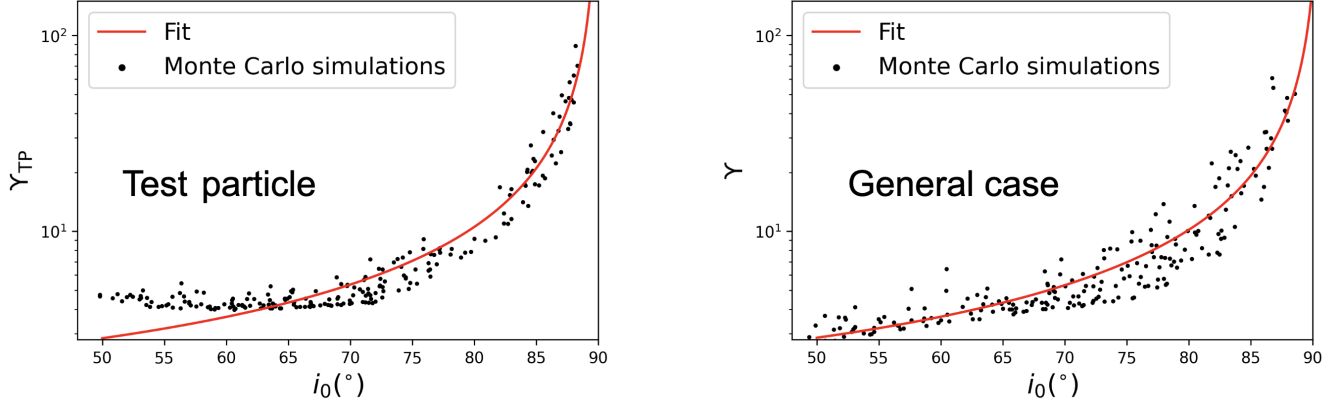 Fit
Monte Carlo simulations
Test particle
10²
10¹
ϒ_TP
50 55 60 65 70 75 80 85 90
i₀(°)
Fit
Monte Carlo simulations
General case
10²
10¹
ϒ
50 55 60 65 70 75 80 85 90
i₀(°)